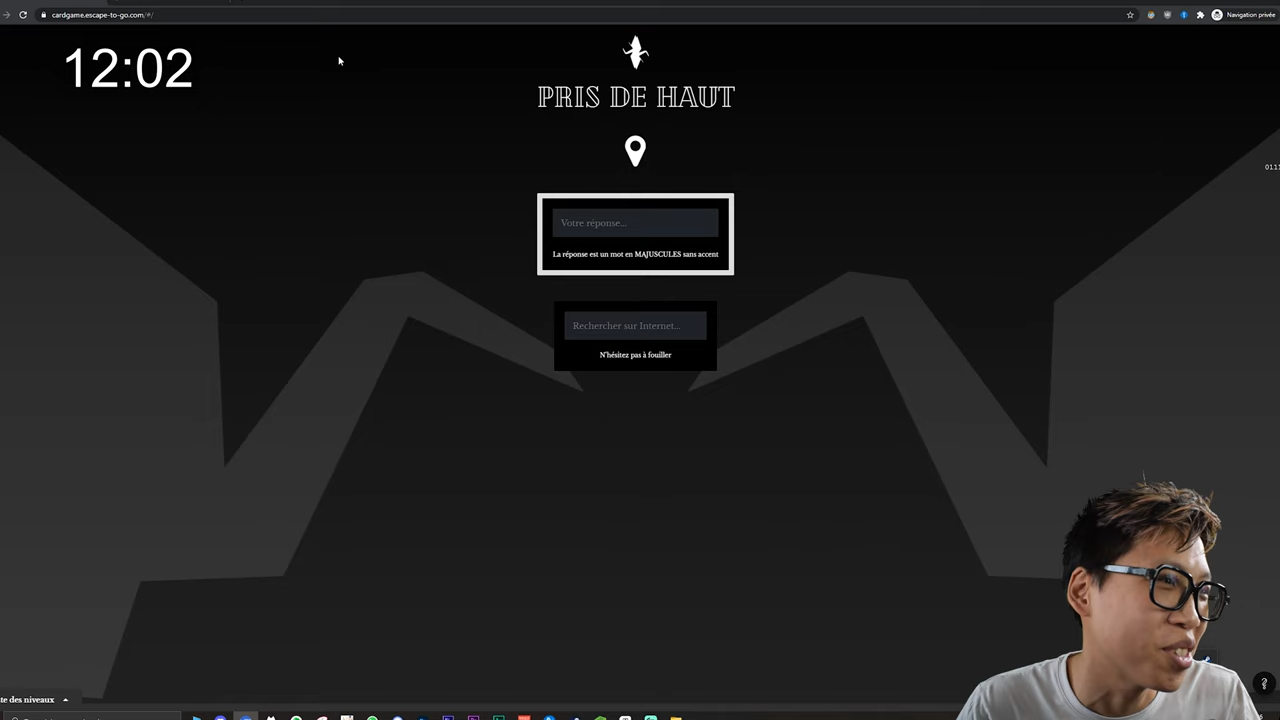 cardgame.escape-to-go.com/#/
Navigation privée
12:02
PRIS DE HAUT
Votre réponse...
La réponse est un mot en MAJUSCULES sans accent
Rechercher sur Internet...
N'hésitez pas à fouiller
te des niveaux
?